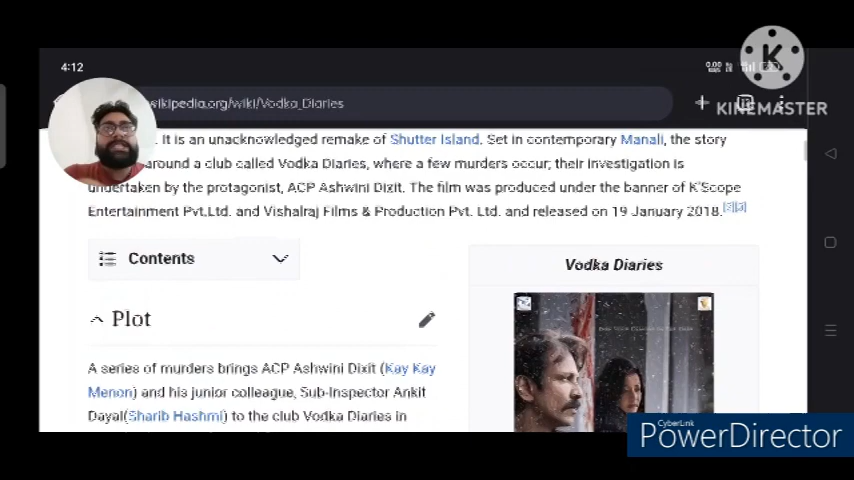 4:12
KINEMASTER
wikipedia.org/wiki/Vodka_Diaries
. It is an unacknowledged remake of Shutter Island. Set in contemporary Manali, the story
around a club called Vodka Diaries, where a few murders occur; their investigation is
undertaken by the protagonist, ACP Ashwini Dixit. The film was produced under the banner of K'Scope
Entertainment Pvt.Ltd. and Vishalraj Films & Production Pvt. Ltd. and released on 19 January 2018.[2][3]
Contents
Vodka Diaries
Plot
A series of murders brings ACP Ashwini Dixit (Kay Kay
Menon) and his junior colleague, Sub-Inspector Ankit
Dayal(Sharib Hashmi) to the club Vodka Diaries in
CyberLink
PowerDirector